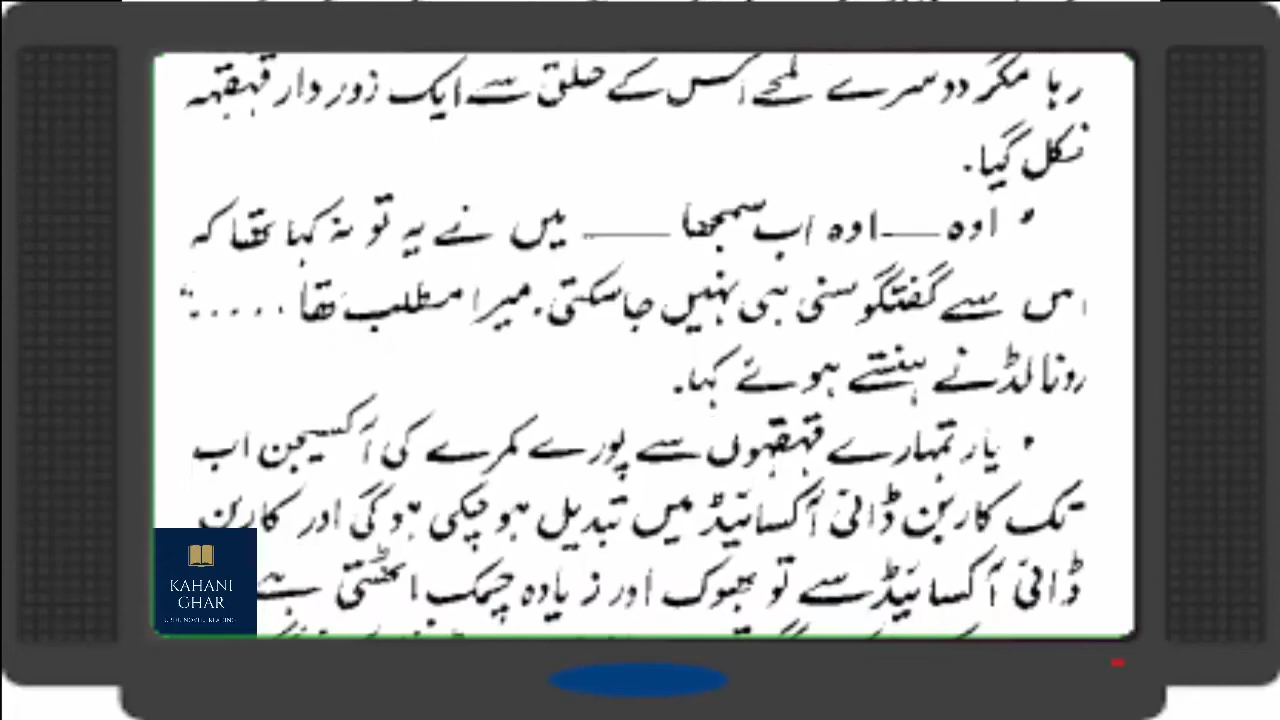 رہا مگر دوسرے لمحے اس کے حلق سے ایک زور دار قہقہہ
نکل گیا۔
" اوہ — اوہ اب سمجھا —— میں نے یہ تو نہ کہا تھا کہ
اس سے گفتگو سنی ہی نہیں جا سکتی۔ میرا مطلب تھا ....."
رونالڈ نے ہنستے ہوئے کہا۔
" یار تمہارے قہقہوں سے پورے کمرے کی آکسیجن اب
تک کاربن ڈائی آکسائیڈ میں تبدیل ہو چکی ہو گی اور کاربن
ڈائی آکسائیڈ سے تو بھوک اور زیادہ چمک اٹھتی ہے
KAHANI
GHAR